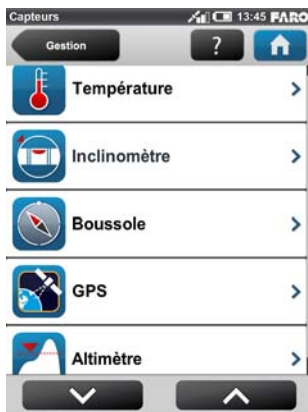 Capteurs 13:45 FARO
Gestion ?
Température
Inclinomètre
Boussole
GPS
Altimètre